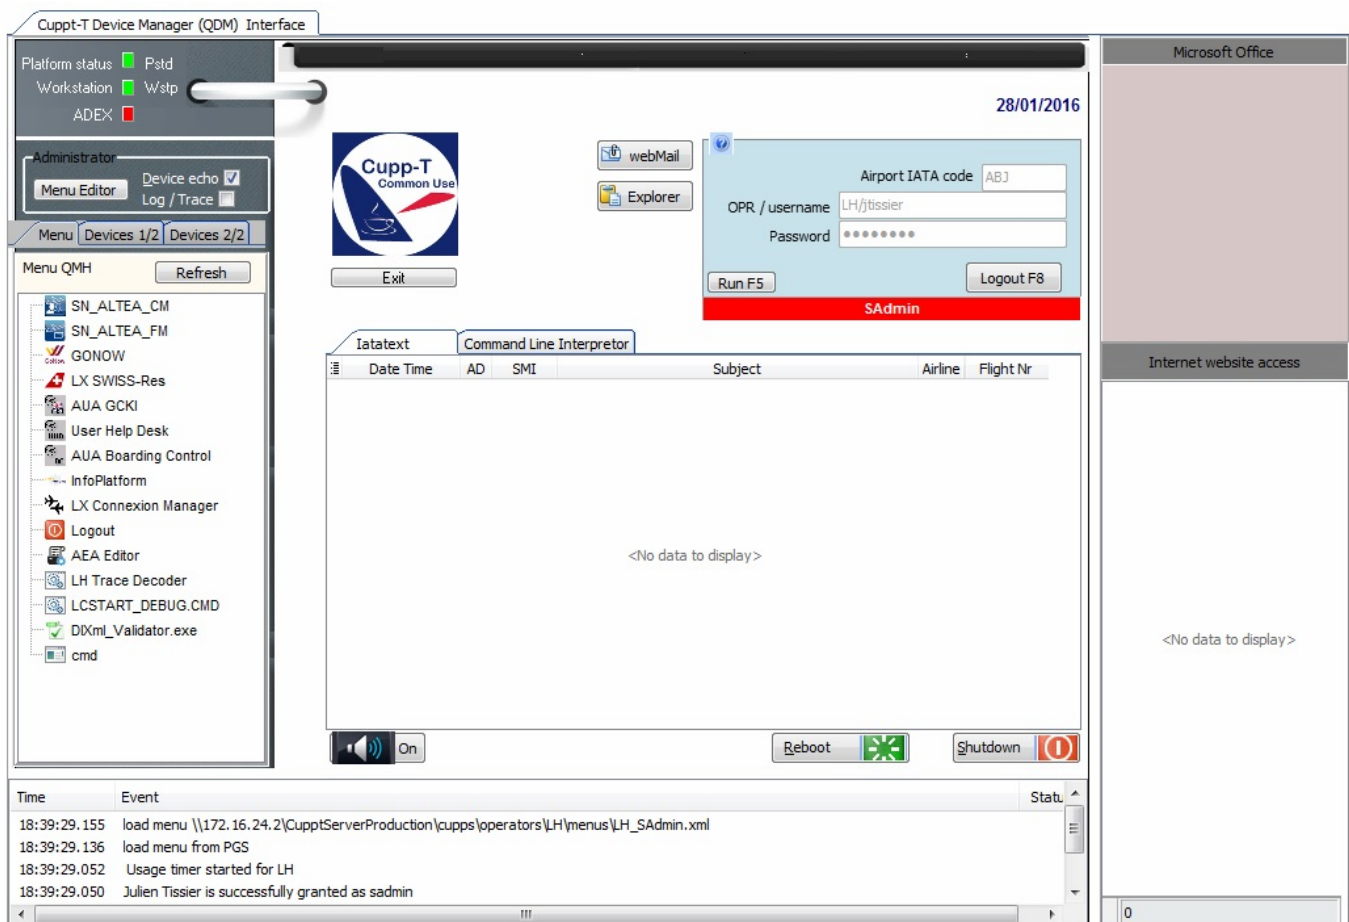 Cuppt-T Device Manager (QDM) Interface
Platform status Pstd
Workstation Wstp
ADEX
Administrator
Menu Editor
Device echo
Log / Trace
Menu Devices 1/2 Devices 2/2
Menu QMH Refresh
SN_ALTEA_CM
SN_ALTEA_FM
GONOW
LX SWISS-Res
AUA GCKI
User Help Desk
AUA Boarding Control
InfoPlatform
LX Connexion Manager
Logout
AEA Editor
LH Trace Decoder
LCSTART_DEBUG.CMD
DIXml_Validator.exe
cmd
28/01/2016
Cupp-T
Common Use
Exit
webMail
Explorer
Airport IATA code ABJ
OPR / username LH/jtissier
Password ●●●●●●●●
Run F5 Logout F8
SAdmin
Iatatext Command Line Interpretor
Date Time AD SMI Subject Airline Flight Nr
<No data to display>
On
Reboot
Shutdown
Microsoft Office
Internet website access
<No data to display>
0
Time Event Statu
18:39:29.155 load menu \\172.16.24.2\CupptServerProduction\cupps\operators\LH\menus\LH_SAdmin.xml
18:39:29.136 load menu from PGS
18:39:29.052 Usage timer started for LH
18:39:29.050 Julien Tissier is successfully granted as sadmin